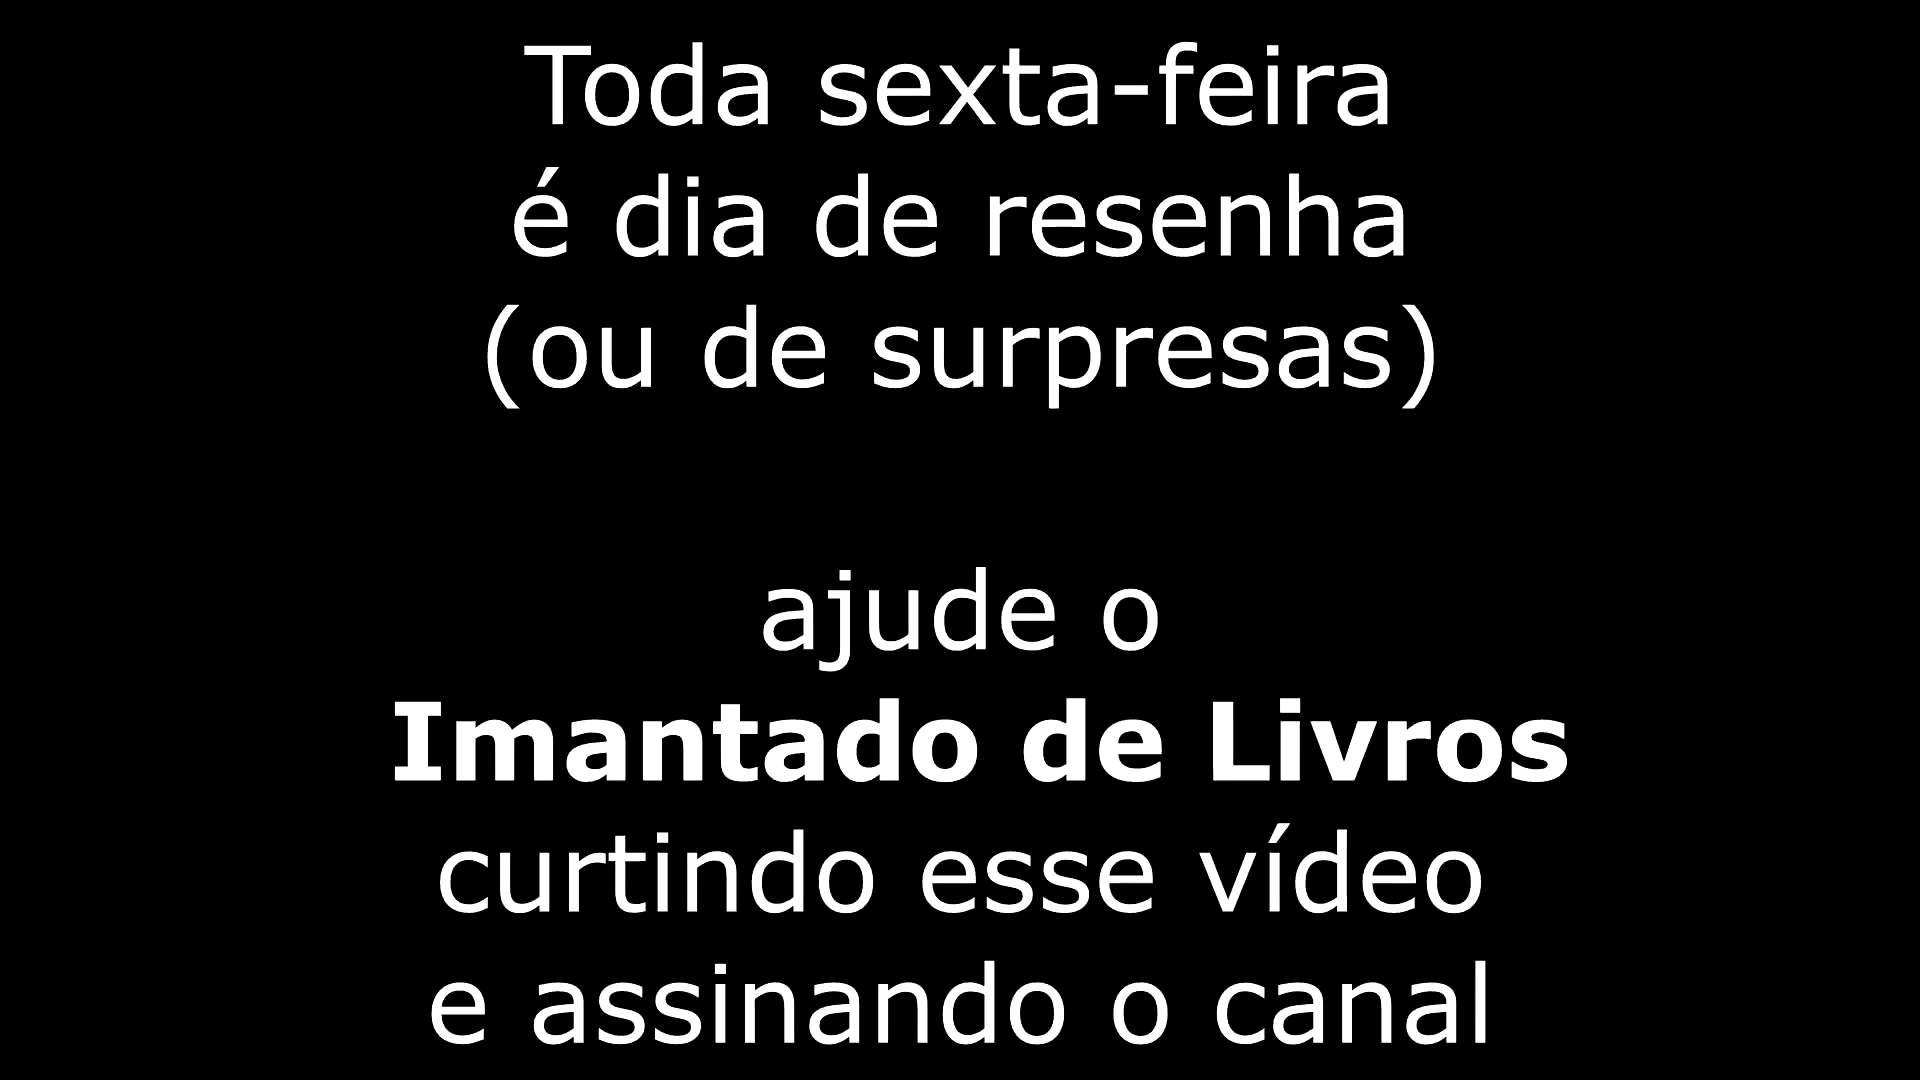 Toda sexta-feira
é dia de resenha
(ou de surpresas)
ajude o
Imantado de Livros
curtindo esse vídeo
e assinando o canal